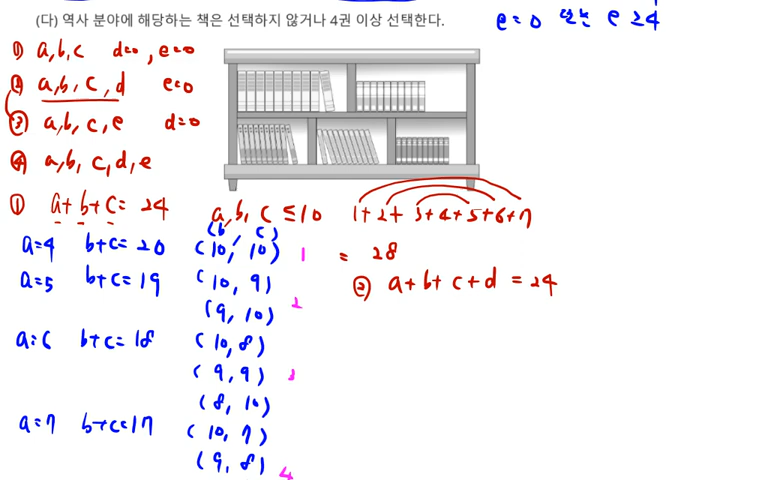 (다) 역사 분야에 해당하는 책은 선택하지 않거나 4권 이상 선택한다.
e=0 또는 e≥4
① a, b, c d=0, e=0
② a, b, c, d e=0
③ a, b, c, e d=0
④ a, b, c, d, e
① a+b+c=24
a, b, c ≤10
1+2+3+4+5+6+7
(b, c)
a=4 b+c=20 (10, 10) 1
= 28
a=5 b+c=19 (10, 9)
② a+b+c+d=24
(9, 10) 2
a=6 b+c=18 (10, 8)
(9, 9) 3
(8, 10)
a=7 b+c=17 (10, 7)
(9, 8) 4